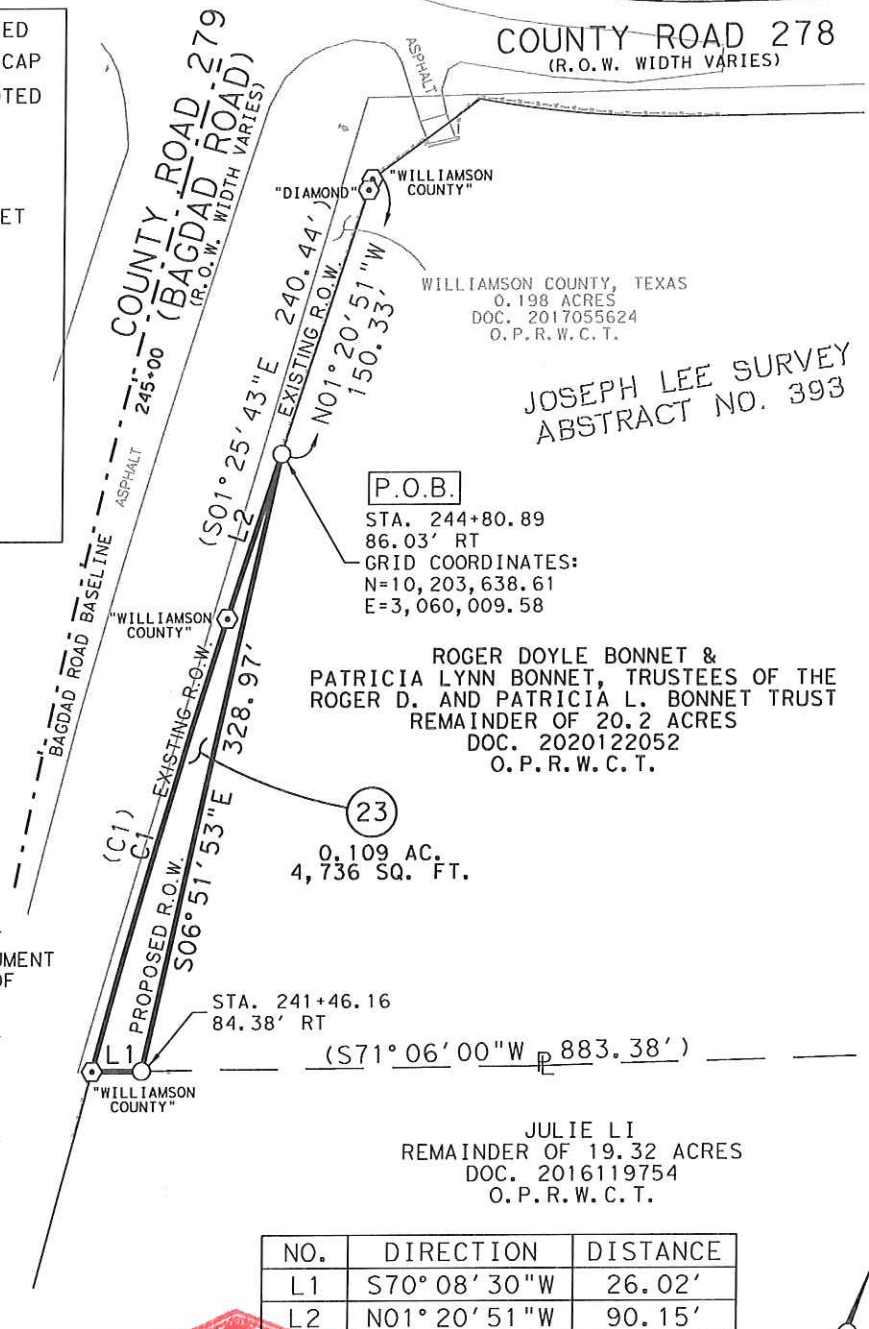 ED
CAP
TED
ET
COUNTY ROAD 278
(R.O.W. WIDTH VARIES)
COUNTY ROAD 279
(BAGDAD ROAD)
(R.O.W. WIDTH VARIES)
ASPHALT
"DIAMOND"
"WILLIAMSON
COUNTY"
(S01°25'43"E 240.44')
EXISTING R.O.W.
N01°20'51"W
150.33'
WILLIAMSON COUNTY, TEXAS
0.198 ACRES
DOC. 2017055624
O.P.R.W.C.T.
JOSEPH LEE SURVEY
ABSTRACT NO. 393
245+00
ASPHALT
BAGDAD ROAD BASELINE
L2
P.O.B.
STA. 244+80.89
86.03' RT
GRID COORDINATES:
N=10,203,638.61
E=3,060,009.58
"WILLIAMSON
COUNTY"
ROGER DOYLE BONNET &
PATRICIA LYNN BONNET, TRUSTEES OF THE
ROGER D. AND PATRICIA L. BONNET TRUST
REMAINDER OF 20.2 ACRES
DOC. 2020122052
O.P.R.W.C.T.
(C1)
C1
EXISTING R.O.W.
PROPOSED R.O.W.
S06°51'53"E 328.97'
23
0.109 AC.
4,736 SQ. FT.
UMENT
OF
STA. 241+46.16
84.38' RT
L1
"WILLIAMSON
COUNTY"
(S71°06'00"W PL 883.38')
JULIE LI
REMAINDER OF 19.32 ACRES
DOC. 2016119754
O.P.R.W.C.T.
NO. DIRECTION DISTANCE
L1 S70°08'30"W 26.02'
L2 N01°20'51"W 90.15'